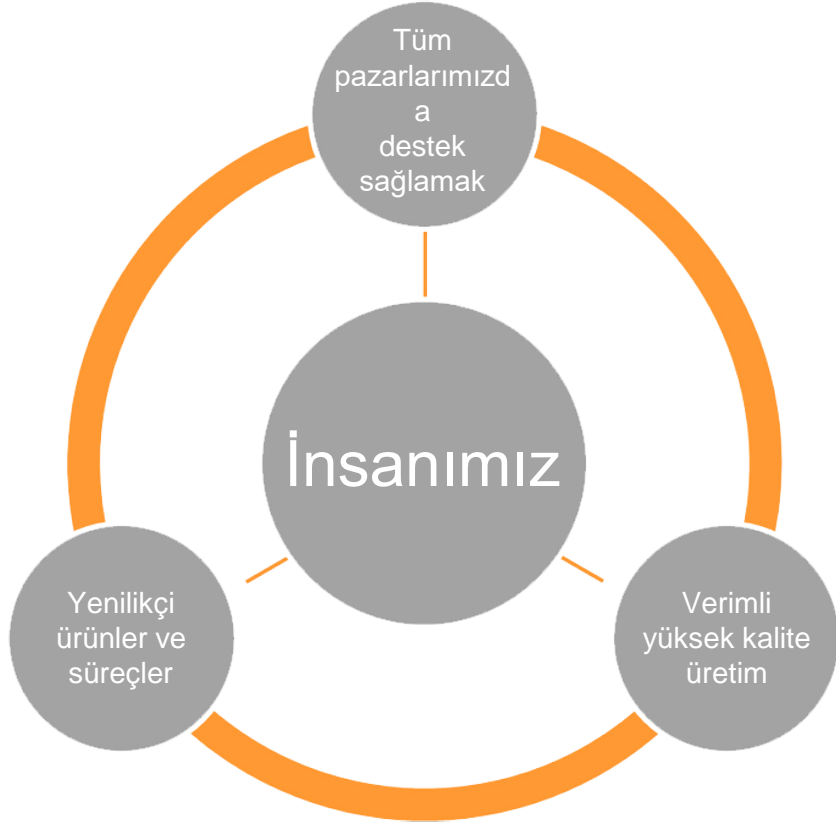 Tüm
pazarlarımızd
a
destek
sağlamak
İnsanımız
Yenilikçi
ürünler ve
süreçler
Verimli
yüksek kalite
üretim